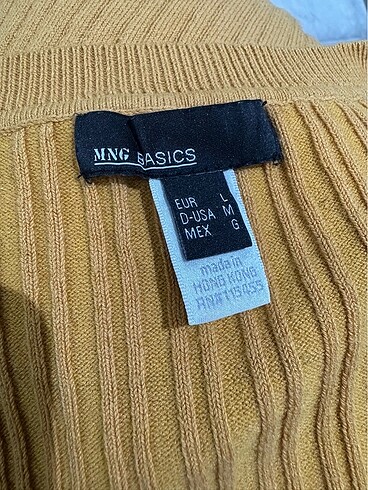 MNG BASICS
EUR L
D-USA M
MEX G
made in
HONG KONG
RN#119455